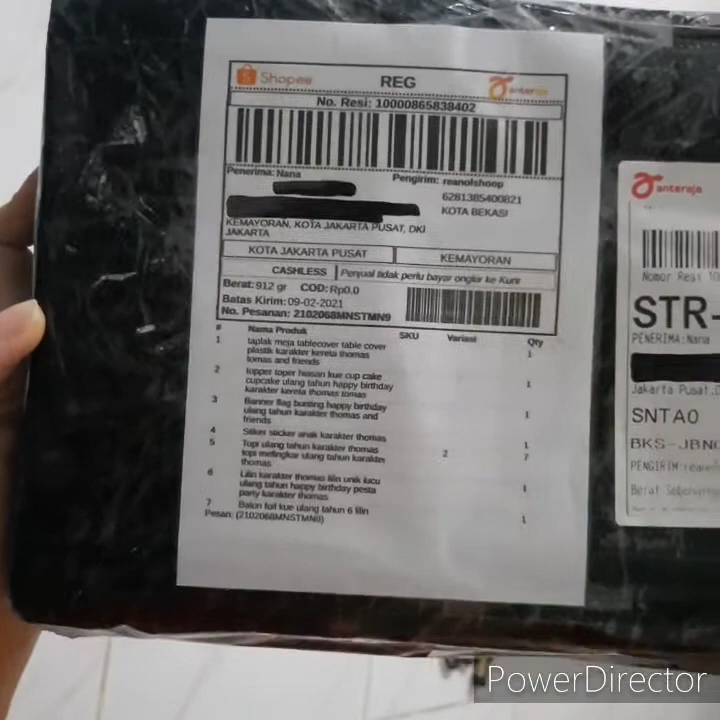 Shopee
REG
anteraja
No. Resi: 10000865838402
Penerima: Nana
Pengirim: reanolshoop
6281385400821
KOTA BEKASI
KEMAYORAN, KOTA JAKARTA PUSAT, DKI
JAKARTA
KOTA JAKARTA PUSAT
KEMAYORAN
CASHLESS
Penjual tidak perlu bayar ongkir ke Kurir
Berat: 912 gr COD: Rp0.0
Batas Kirim: 09-02-2021
No. Pesanan: 2102068MNSTMN9
# Nama Produk SKU Variasi Qty
1 taplak meja tablecover table cover
plastik karakter kereta thomas
tomas and friends 1
2 topper toper hiasan kue cup cake
cupcake ulang tahun happy birthday
karakter kereta thomas tomas 1
3 Banner flag bunting happy birthday
ulang tahun karakter thomas and
friends 1
4 Stiker sticker anak karakter thomas 1
5 Topi ulang tahun karakter thomas
topi melingkar ulang tahun karakter
thomas 2 7
6 Lilin karakter thomas lilin unik lucu
ulang tahun happy birthday pesta
party karakter thomas 1
7 Balon foil kue ulang tahun 6 lilin 1
Pesan: (2102068MNSTMN9)
anteraja
Nomor Resi 10
STR-
PENERIMA: Nana
Jakarta Pusat,
SNTA0
BKS-JBN
PENGIRIM: rean
Berat
PowerDirector